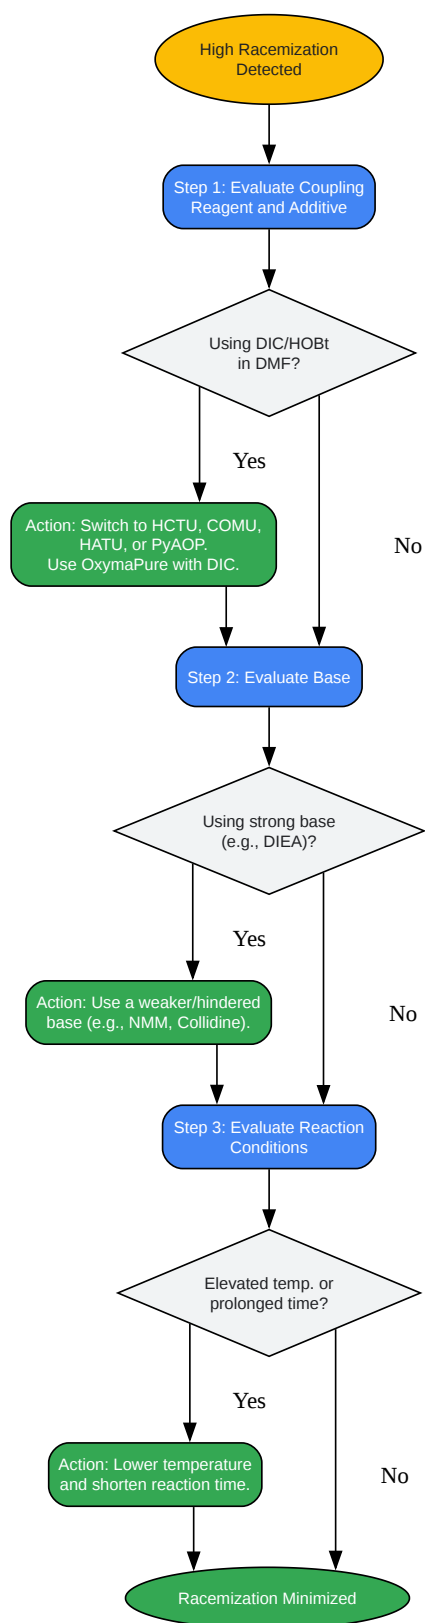 High Racemization
Detected
Step 1: Evaluate Coupling
Reagent and Additive
Using DIC/HOBt
in DMF?
Yes
Action: Switch to HCTU, COMU,
HATU, or PyAOP.
Use OxymaPure with DIC.
No
Step 2: Evaluate Base
Using strong base
(e.g., DIEA)?
Yes
Action: Use a weaker/hindered
base (e.g., NMM, Collidine).
No
Step 3: Evaluate Reaction
Conditions
Elevated temp. or
prolonged time?
Yes
Action: Lower temperature
and shorten reaction time.
No
Racemization Minimized